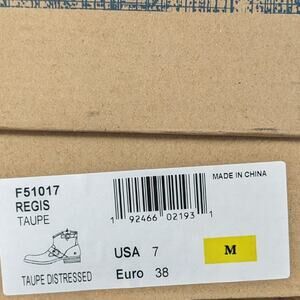 F51017
REGIS
TAUPE
MADE IN CHINA
1 92466 02193 1
USA 7
M
TAUPE DISTRESSED
Euro 38